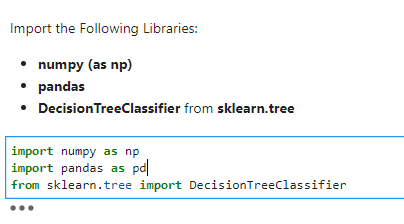 Import the Following Libraries:
• numpy (as np)
• pandas
• DecisionTreeClassifier from sklearn.tree
import numpy as np
import pandas as pd
from sklearn.tree import DecisionTreeClassifier